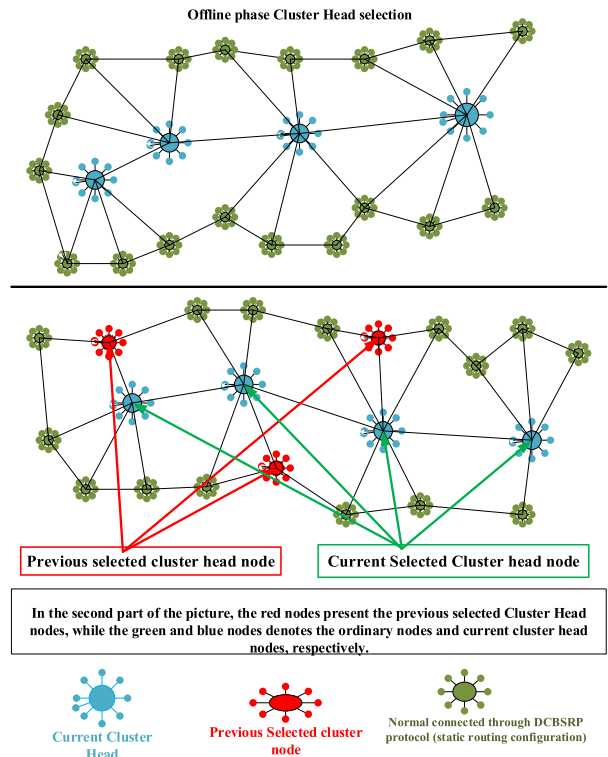 Offline phase Cluster Head selection
Previous selected cluster head node
Current Selected Cluster head node
In the second part of the picture, the red nodes present the previous selected Cluster Head
nodes, while the green and blue nodes denotes the ordinary nodes and current cluster head
nodes, respectively.
Current Cluster
Head
Previous Selected cluster
node
Normal connected through DCBSRP
protocol (static routing configuration)